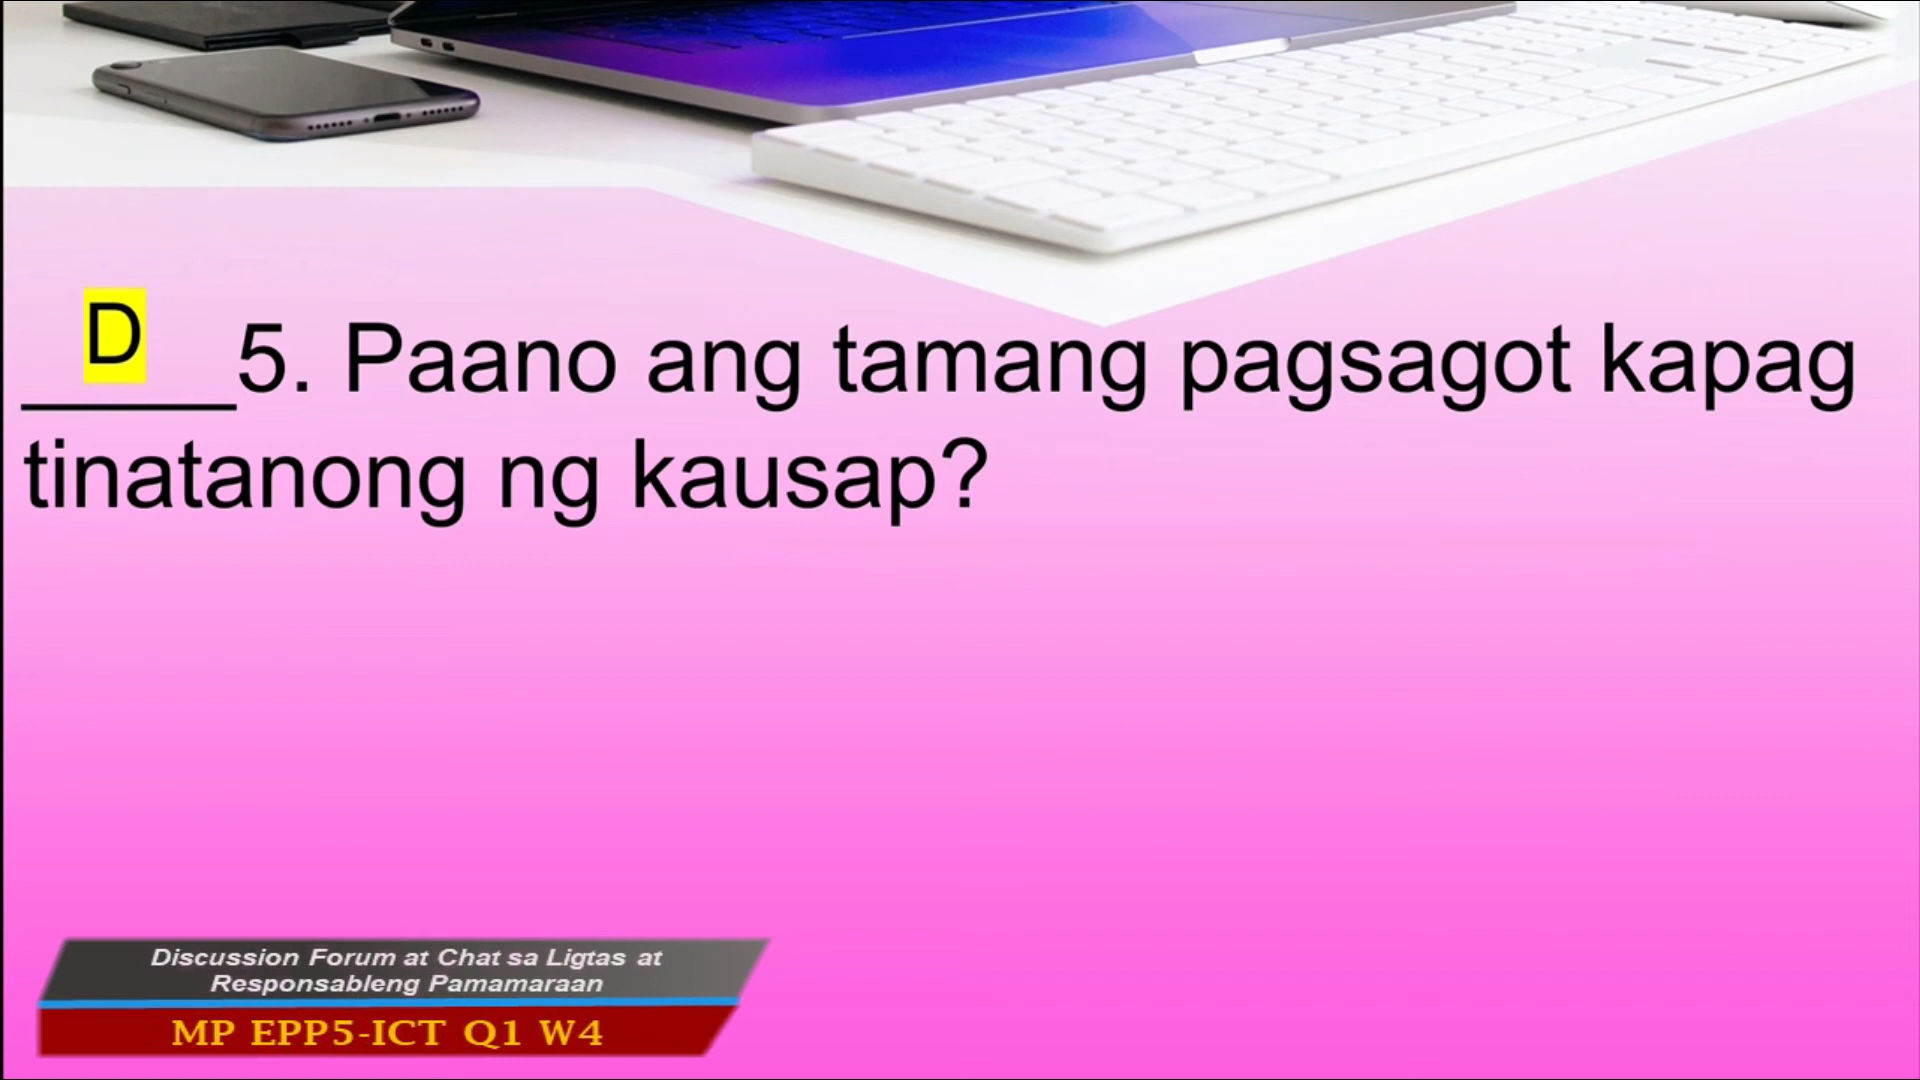 D
_____5. Paano ang tamang pagsagot kapag
tinatanong ng kausap?
Discussion Forum at Chat sa Ligtas at
Responsableng Pamamaraan
MP EPP5-ICT Q1 W4